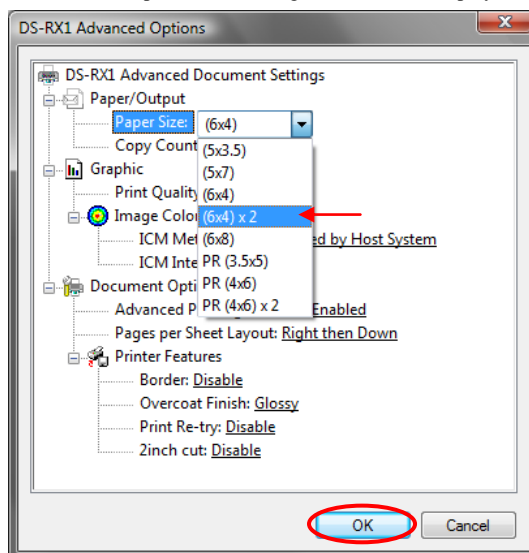 DS-RX1 Advanced Options
DS-RX1 Advanced Document Settings
Paper/Output
Paper Size: (6x4)
Copy Count
(5x3.5)
(5x7)
Graphic
Print Quality
(6x4)
Image Color
(6x4) x 2
ICM Met
(6x8)
ed by Host System
ICM Inte
PR (3.5x5)
Document Opti
PR (4x6)
Advanced P
PR (4x6) x 2
Enabled
Pages per Sheet Layout: Right then Down
Printer Features
Border: Disable
Overcoat Finish: Glossy
Print Re-try: Disable
2inch cut: Disable
OK
Cancel